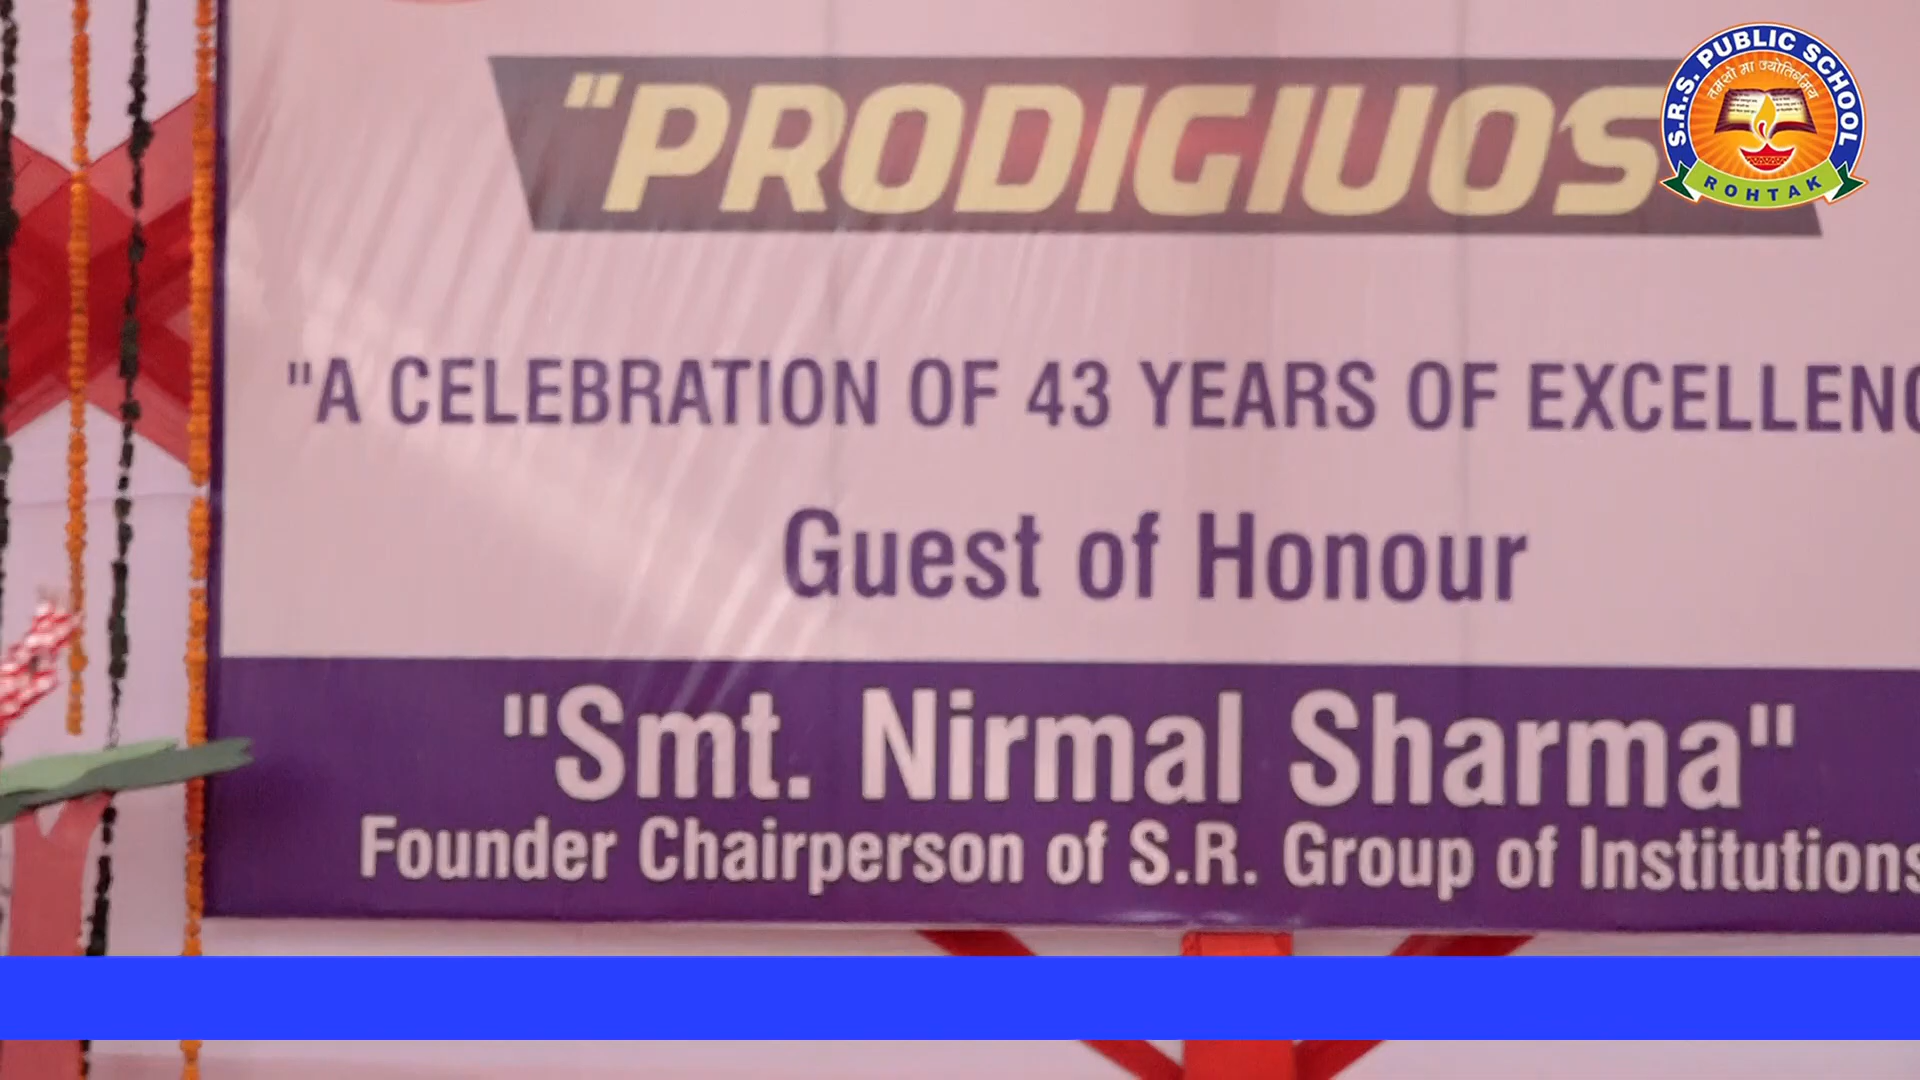 "PRODIGIUOS
"A CELEBRATION OF 43 YEARS OF
Guest of Honour
"Smt. Nirmal Sharma"
Founder Chairperson of S.R. Group of Institutions
S.R.S. PUBLIC SCHOOL
ROHTAK